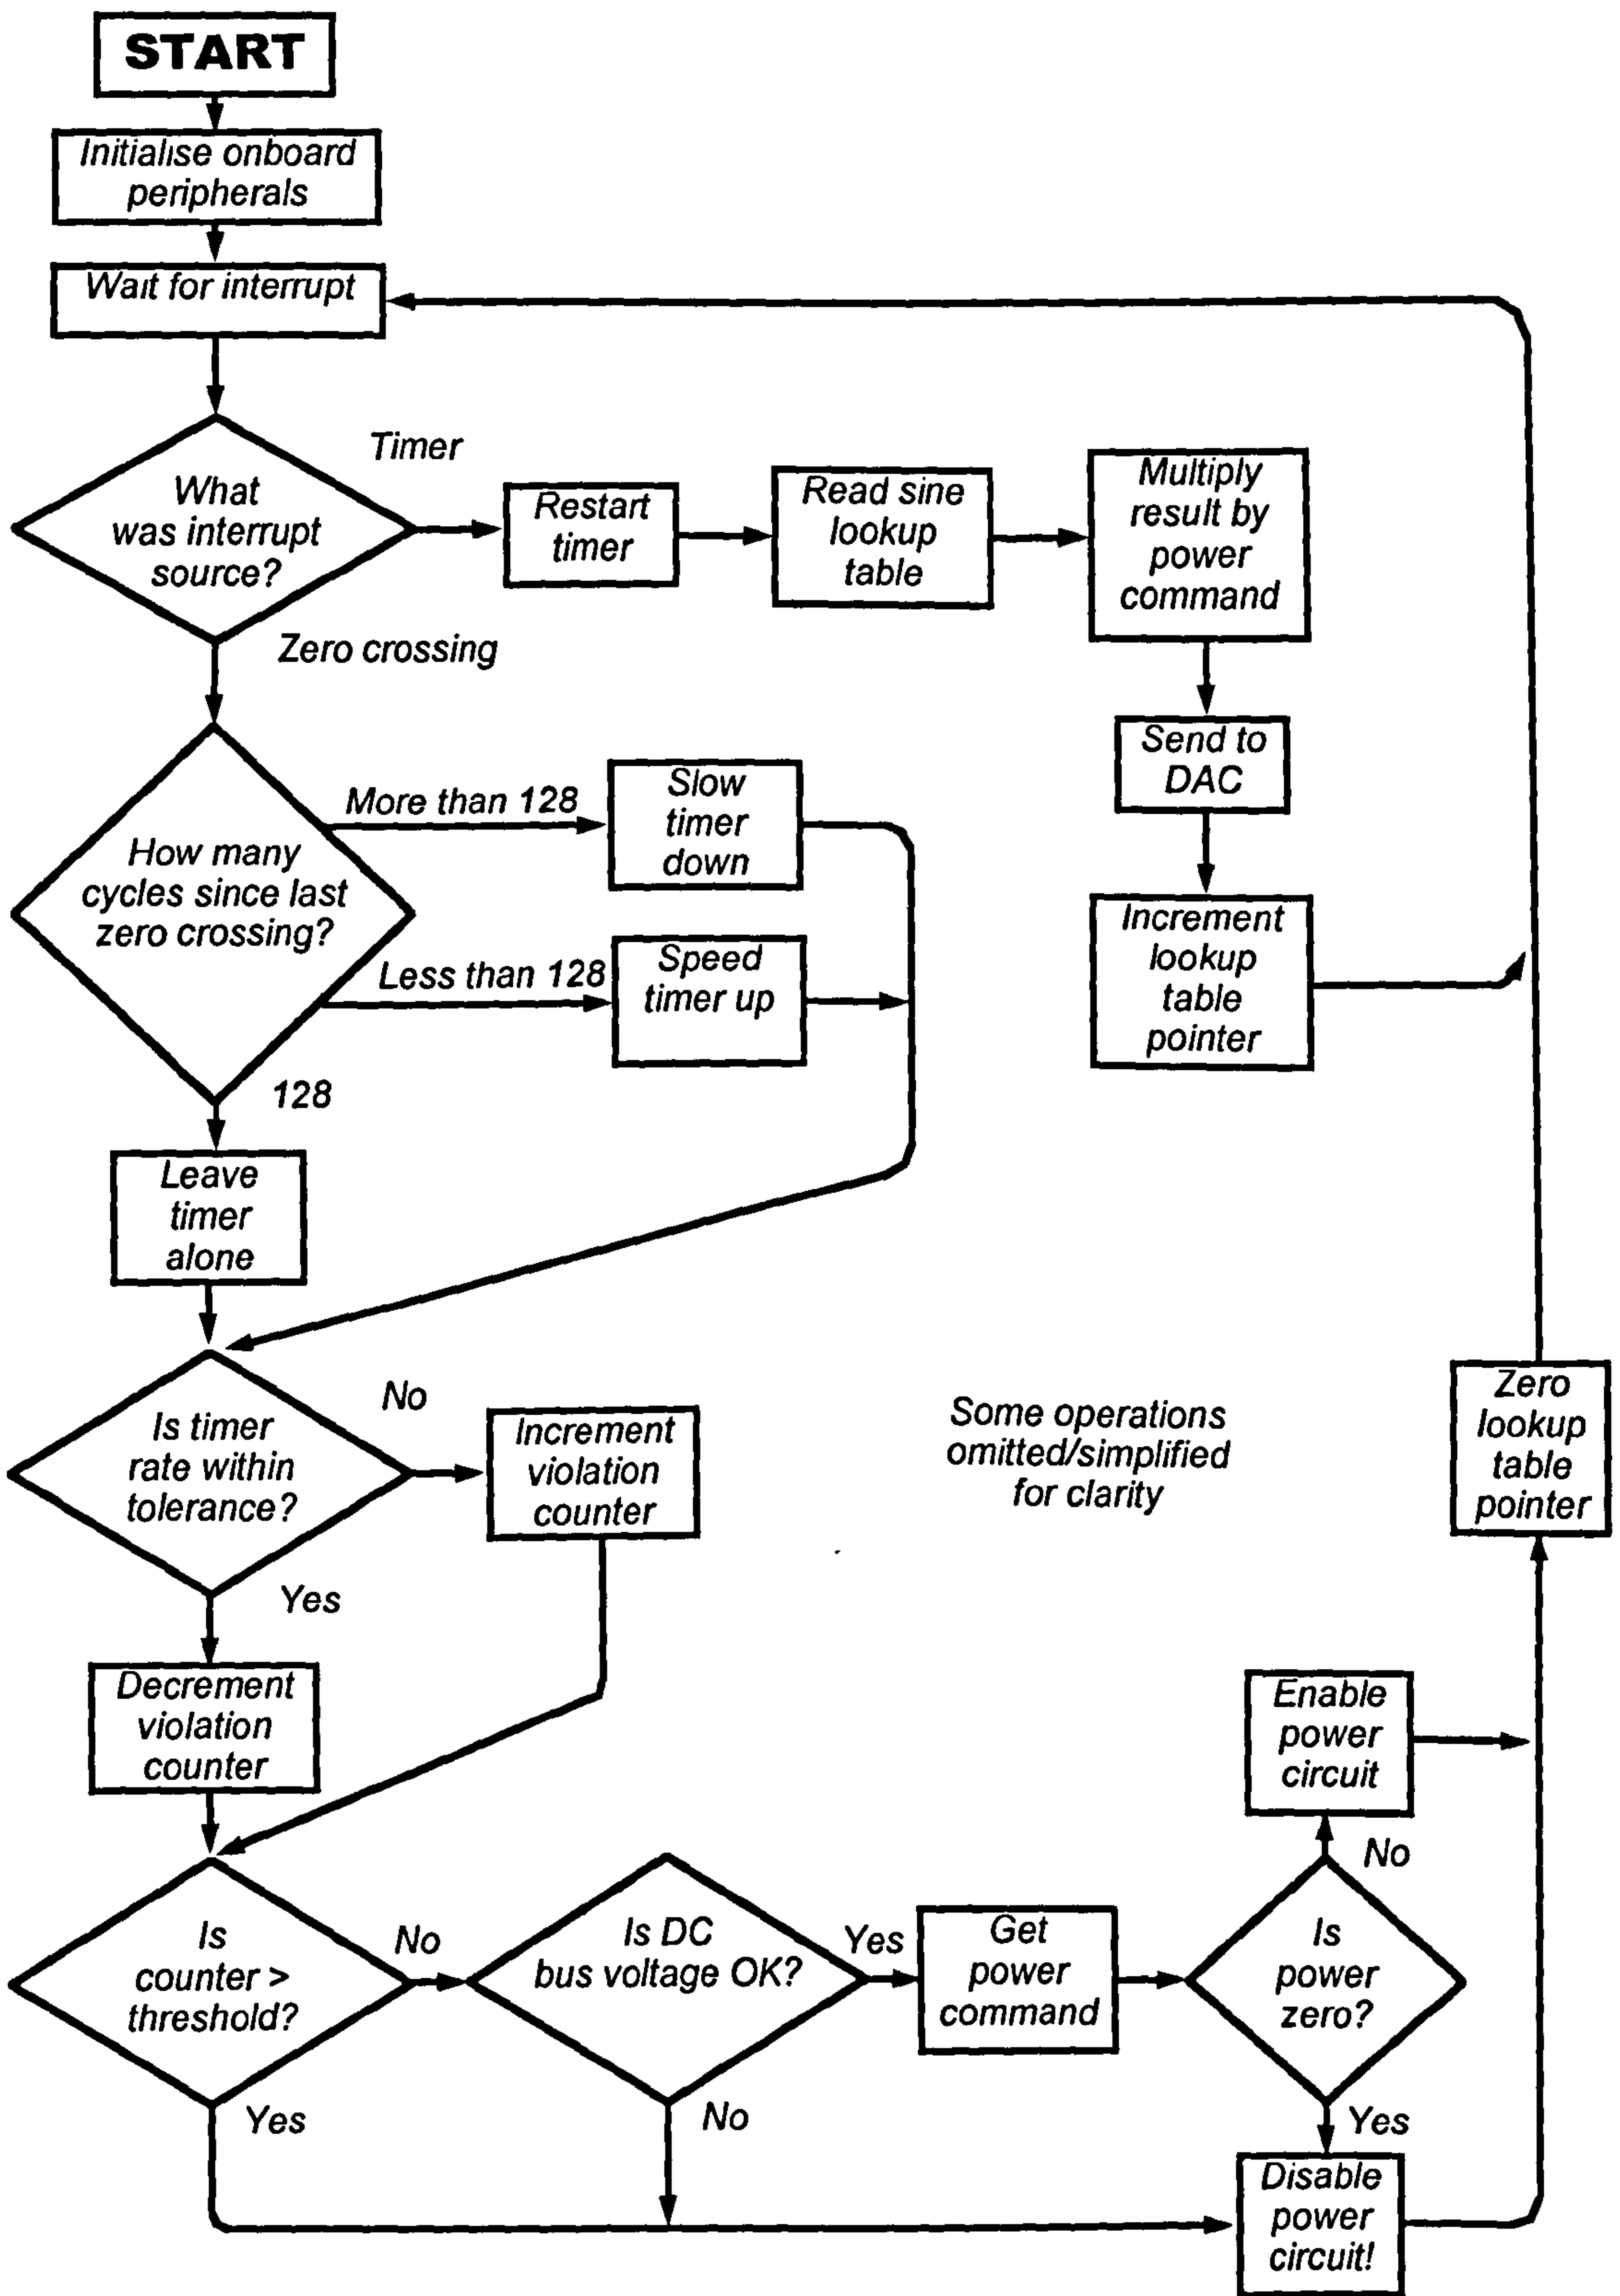 START
Initialise onboard
peripherals
Wait for interrupt
Timer
What
was interrupt
source?
Restart
timer
Read sine
lookup
table
Multiply
result by
power
command
Zero crossing
Send to
DAC
How many
cycles since last
zero crossing?
More than 128
Slow
timer
down
Less than 128
Speed
timer up
Increment
lookup
table
pointer
128
Leave
timer
alone
Is timer
rate within
tolerance?
No
Increment
violation
counter
Some operations
omitted/simplified
for clarity
Zero
lookup
table
pointer
Yes
Decrement
violation
counter
Enable
power
circuit
No
Is
counter >
threshold?
No
Is DC
bus voltage OK?
Yes
Get
power
command
Is
power
zero?
Yes
No
Yes
Disable
power
circuit!